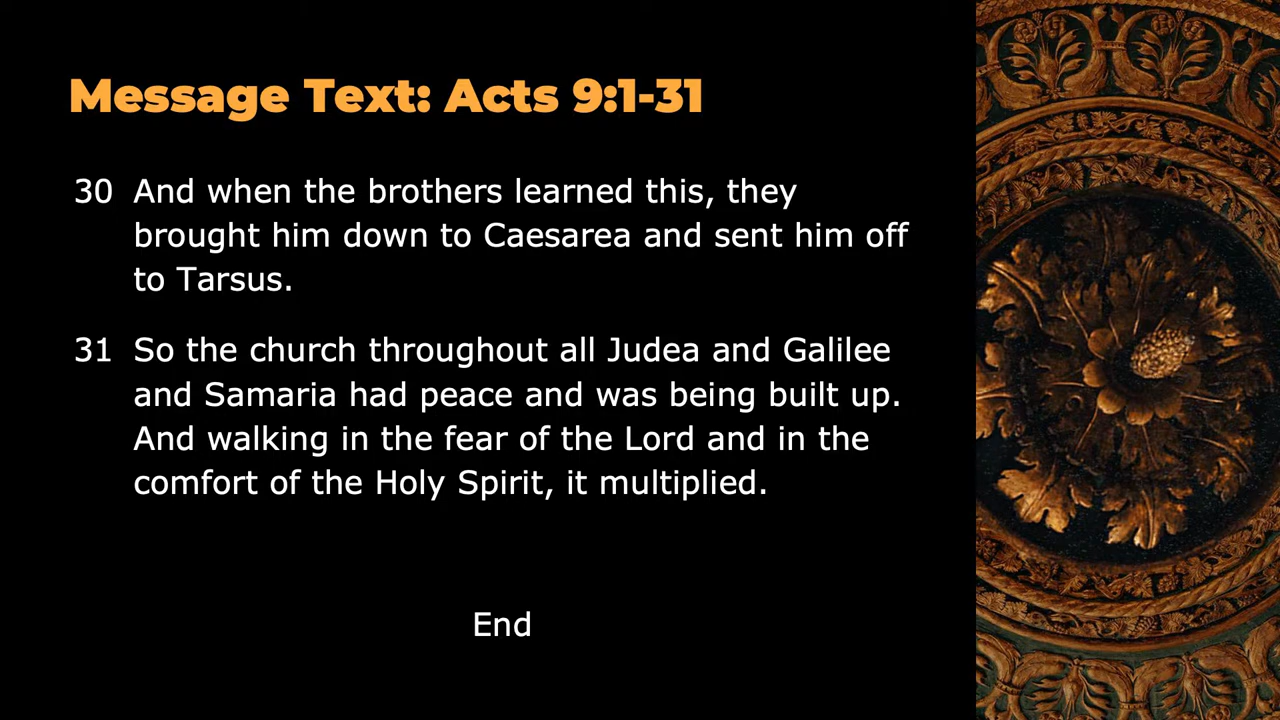 Message Text: Acts 9:1-31
30 And when the brothers learned this, they
brought him down to Caesarea and sent him off
to Tarsus.
31 So the church throughout all Judea and Galilee
and Samaria had peace and was being built up.
And walking in the fear of the Lord and in the
comfort of the Holy Spirit, it multiplied.
End